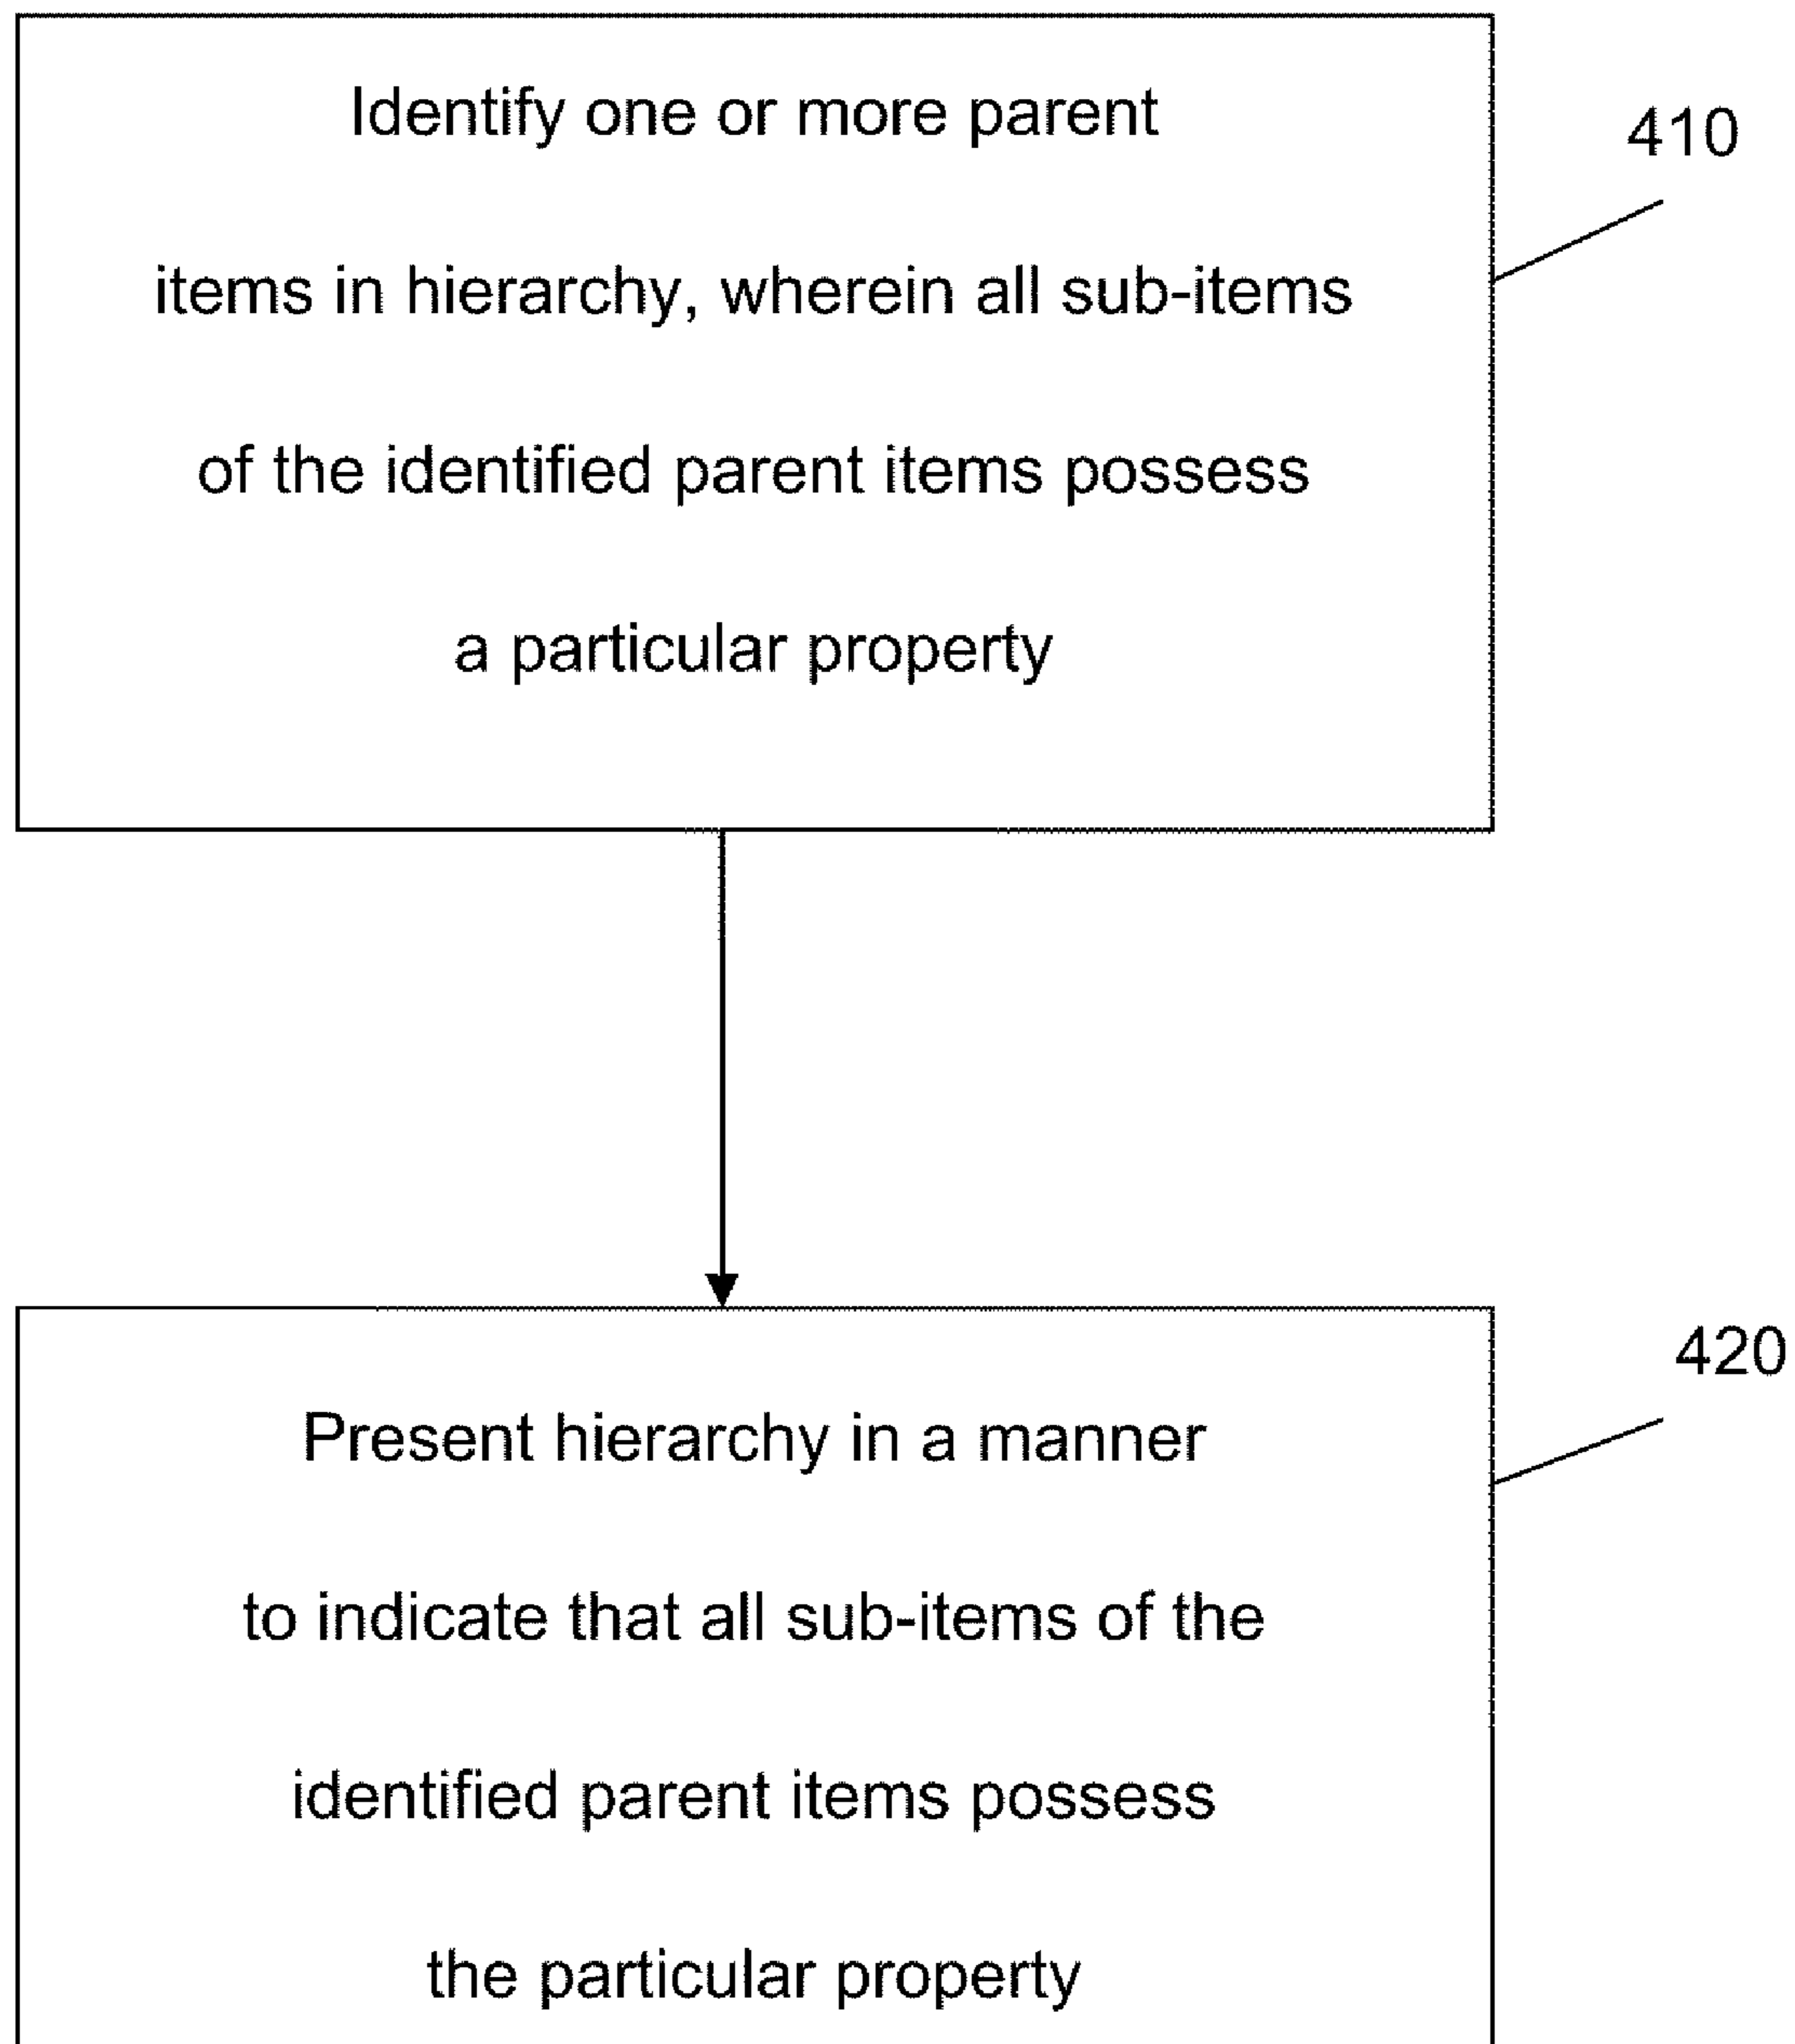 Identify one or more parent
410
items in hierarchy, wherein all sub-items
of the identified parent items possess
a particular property
420
Present hierarchy in a manner
to indicate that all sub-items of the
identified parent items possess
the particular property